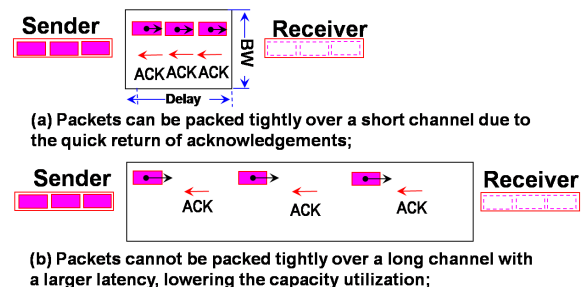 Sender
Receiver
BW
ACK ACK ACK
Delay
(a) Packets can be packed tightly over a short channel due to
the quick return of acknowledgements;
Sender
Receiver
ACK
ACK
ACK
(b) Packets cannot be packed tightly over a long channel with
a larger latency, lowering the capacity utilization;